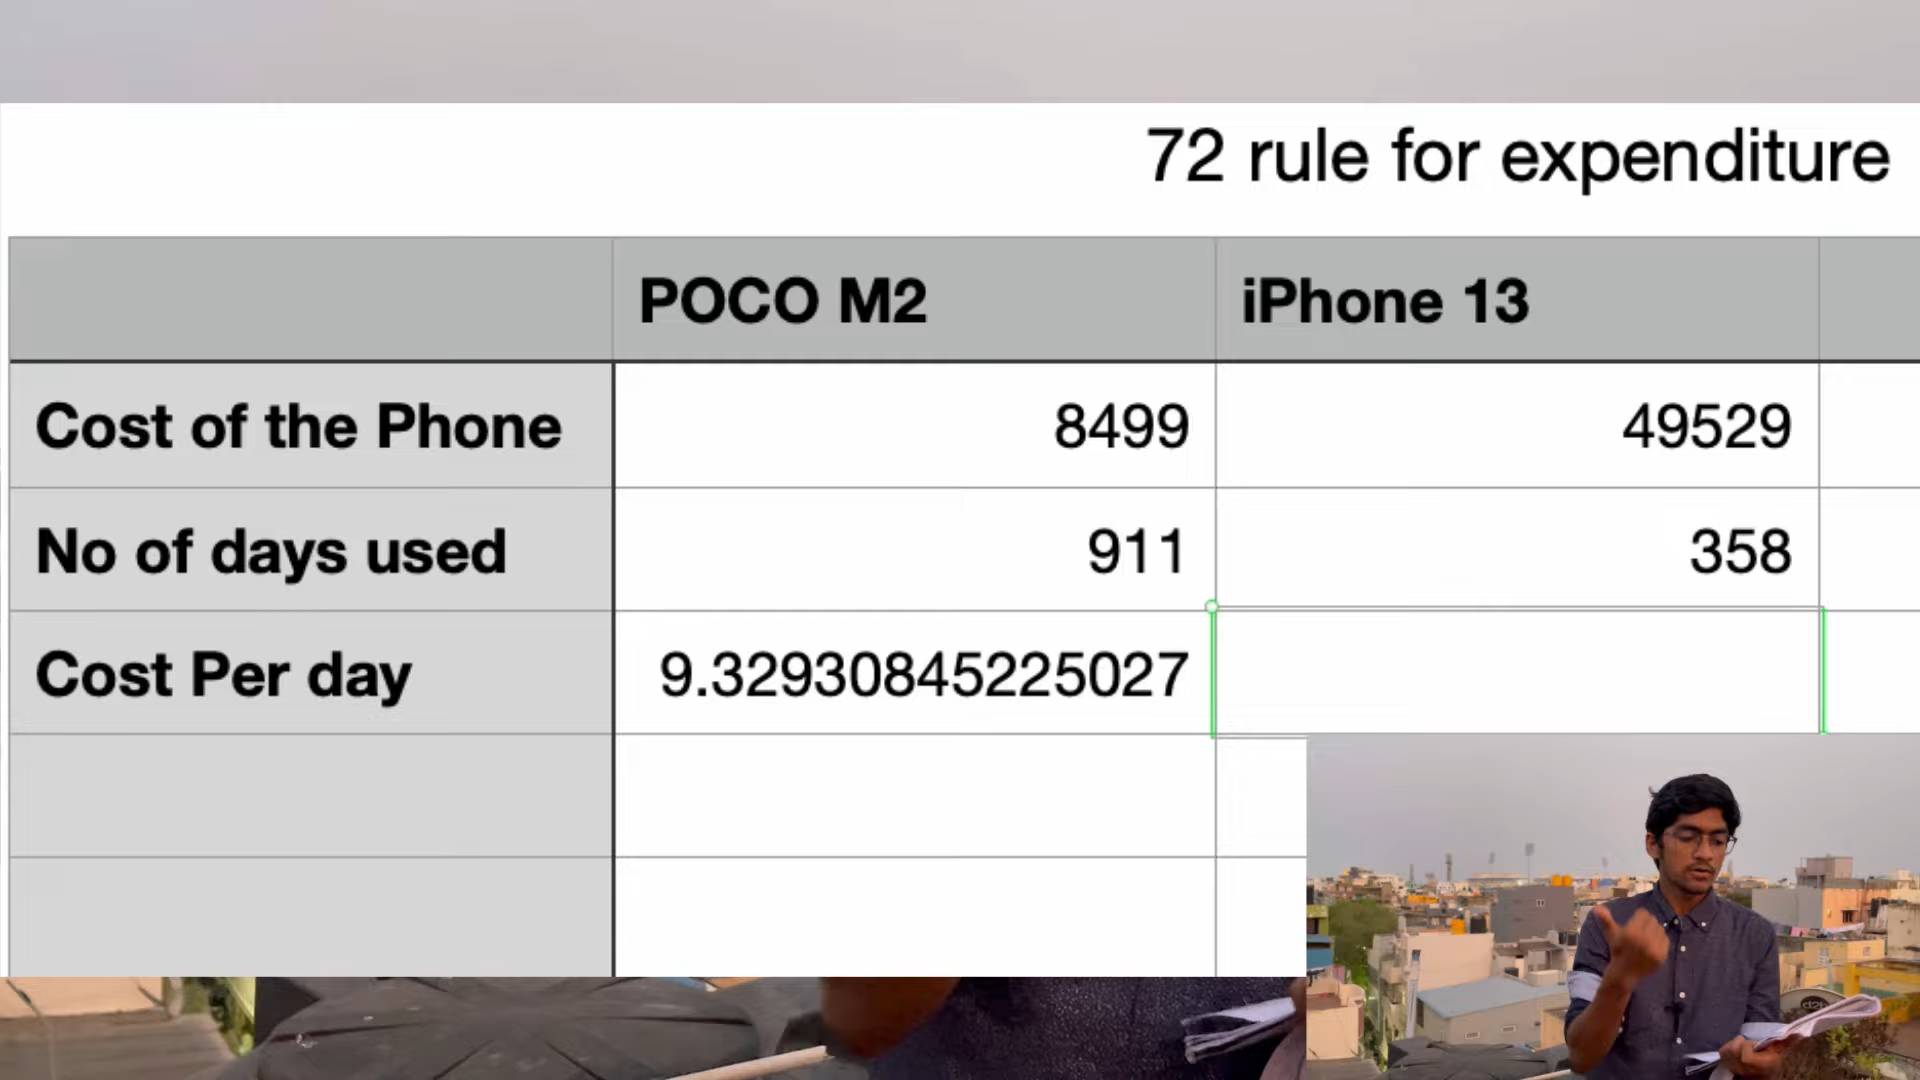 72 rule for expenditure
POCO M2 iPhone 13
Cost of the Phone 8499 49529
No of days used 911 358
Cost Per day 9.32930845225027